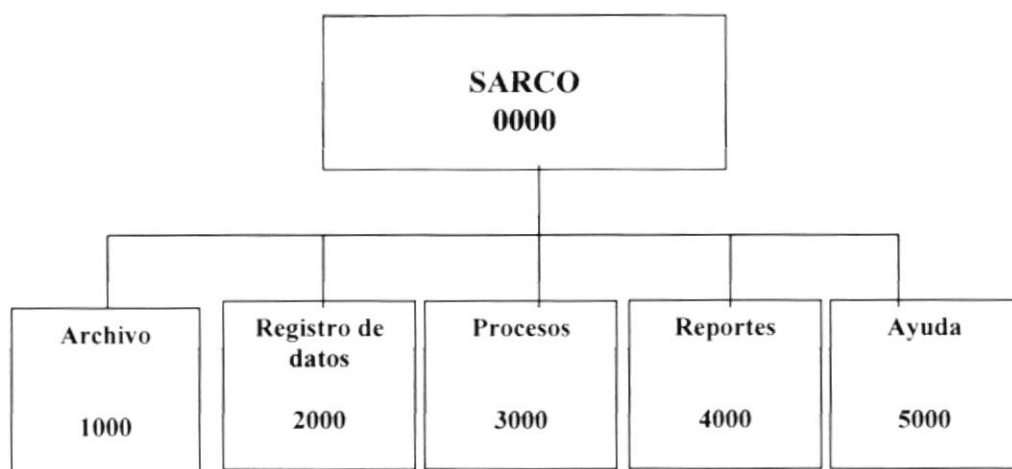 SARCO
0000
Archivo
1000
Registro de
datos
2000
Procesos
3000
Reportes
4000
Ayuda
5000